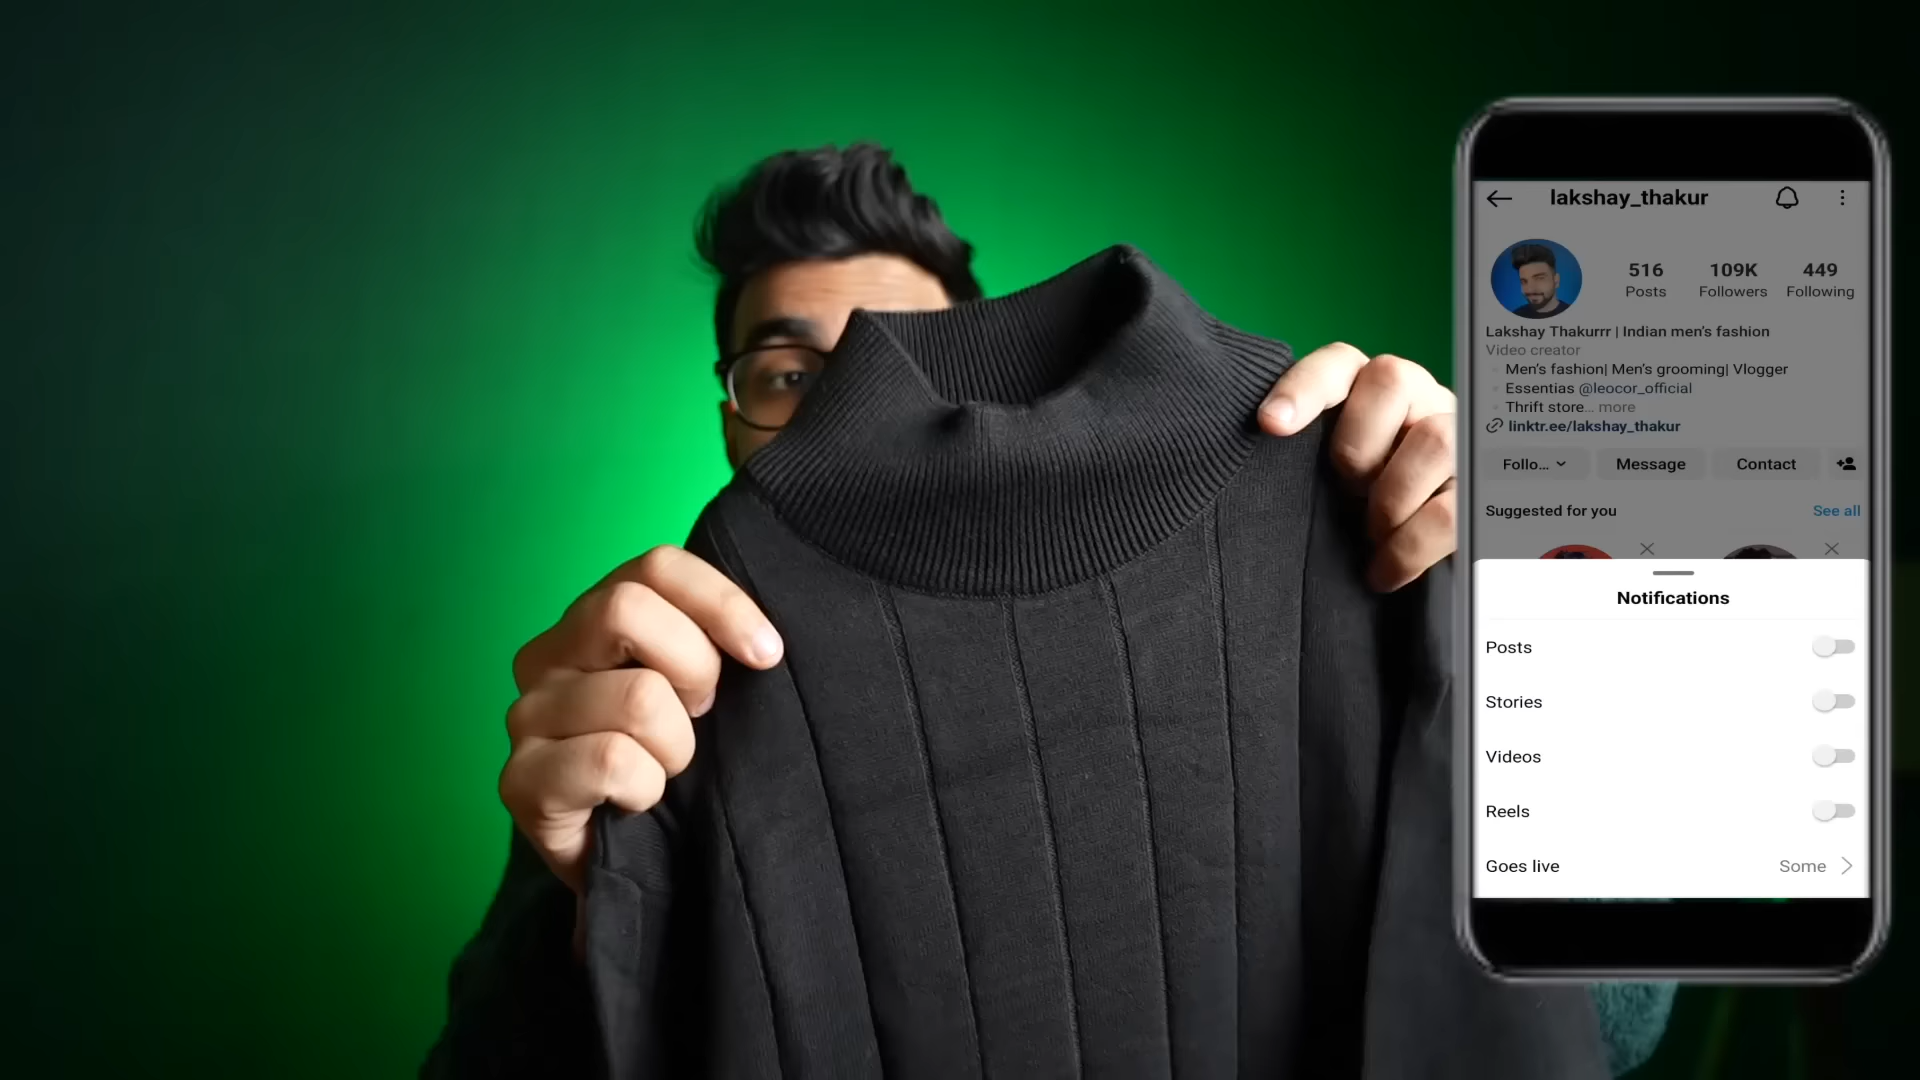 lakshay_thakur
516 109K 449
Posts Followers Following
Lakshay Thakurrr | Indian men's fashion
Video creator
Men's fashion| Men's grooming| Vlogger
Essentias @leocor_official
Thrift store... more
linktr.ee/lakshay_thakur
Follo... Message Contact
Suggested for you See all
Notifications
Posts
Stories
Videos
Reels
Goes live Some